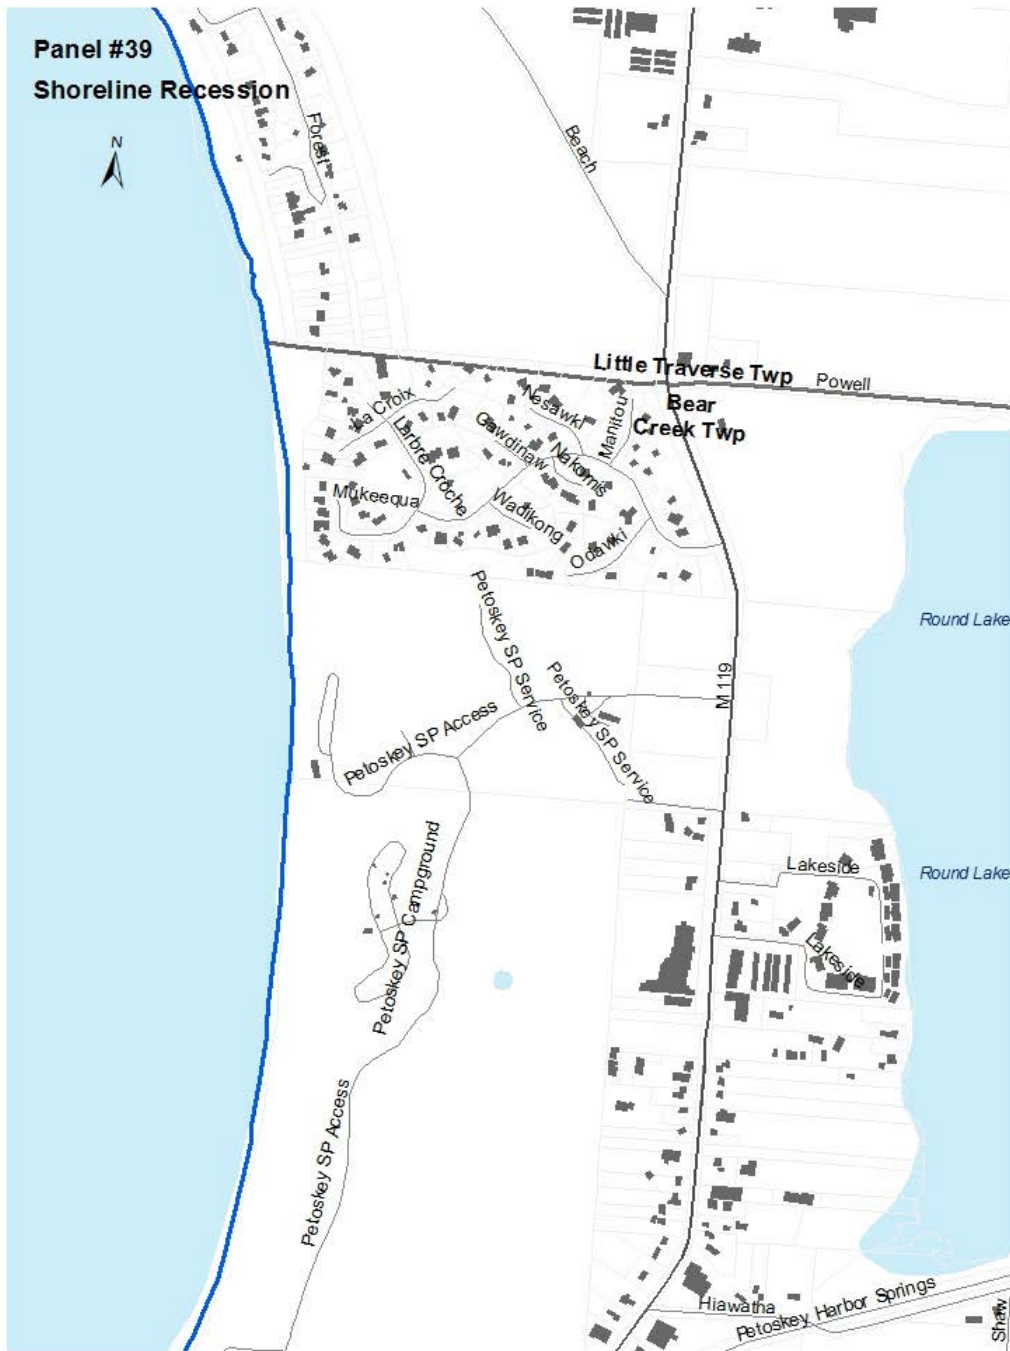 Panel #39
Shoreline Recession
N
Forest
Beach
Little Traverse Twp
Powell
Bear
Creek Twp
La Croix
Nesawki
Manitou
Larbre Croche
Gawdinaw
Nakomis
Mukeequa
Wadikong
Odawki
Petoskey SP Service
Round Lake
Petoskey SP Service
M 119
Petoskey SP Access
Petoskey SP Campground
Lakeside
Round Lake
Lakeside
Petoskey SP Access
Hiawatha
Petoskey Harbor Springs
Shaw